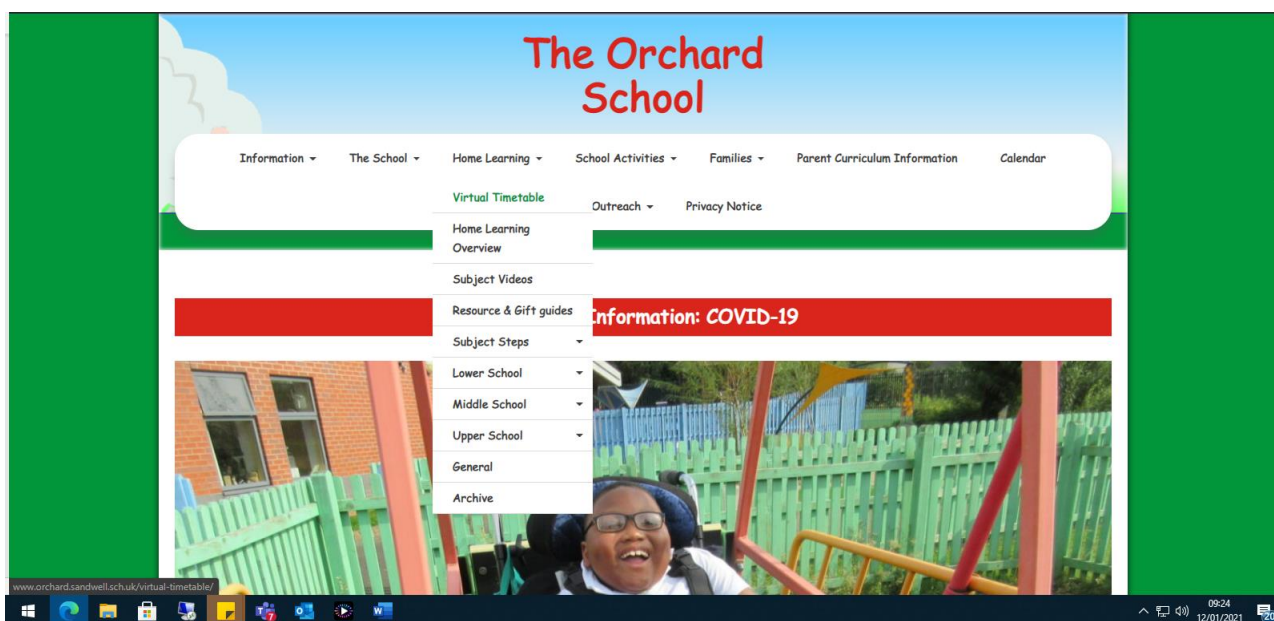 The Orchard
School
Information The School Home Learning School Activities Families Parent Curriculum Information Calendar
Outreach Privacy Notice
Virtual Timetable
Home Learning
Overview
Subject Videos
Resource & Gift guides
Subject Steps
Lower School
Middle School
Upper School
General
Archive
Information: COVID-19
www.orchard.sandwell.sch.uk/virtual-timetable/
09:24
12/01/2021
7
W
20